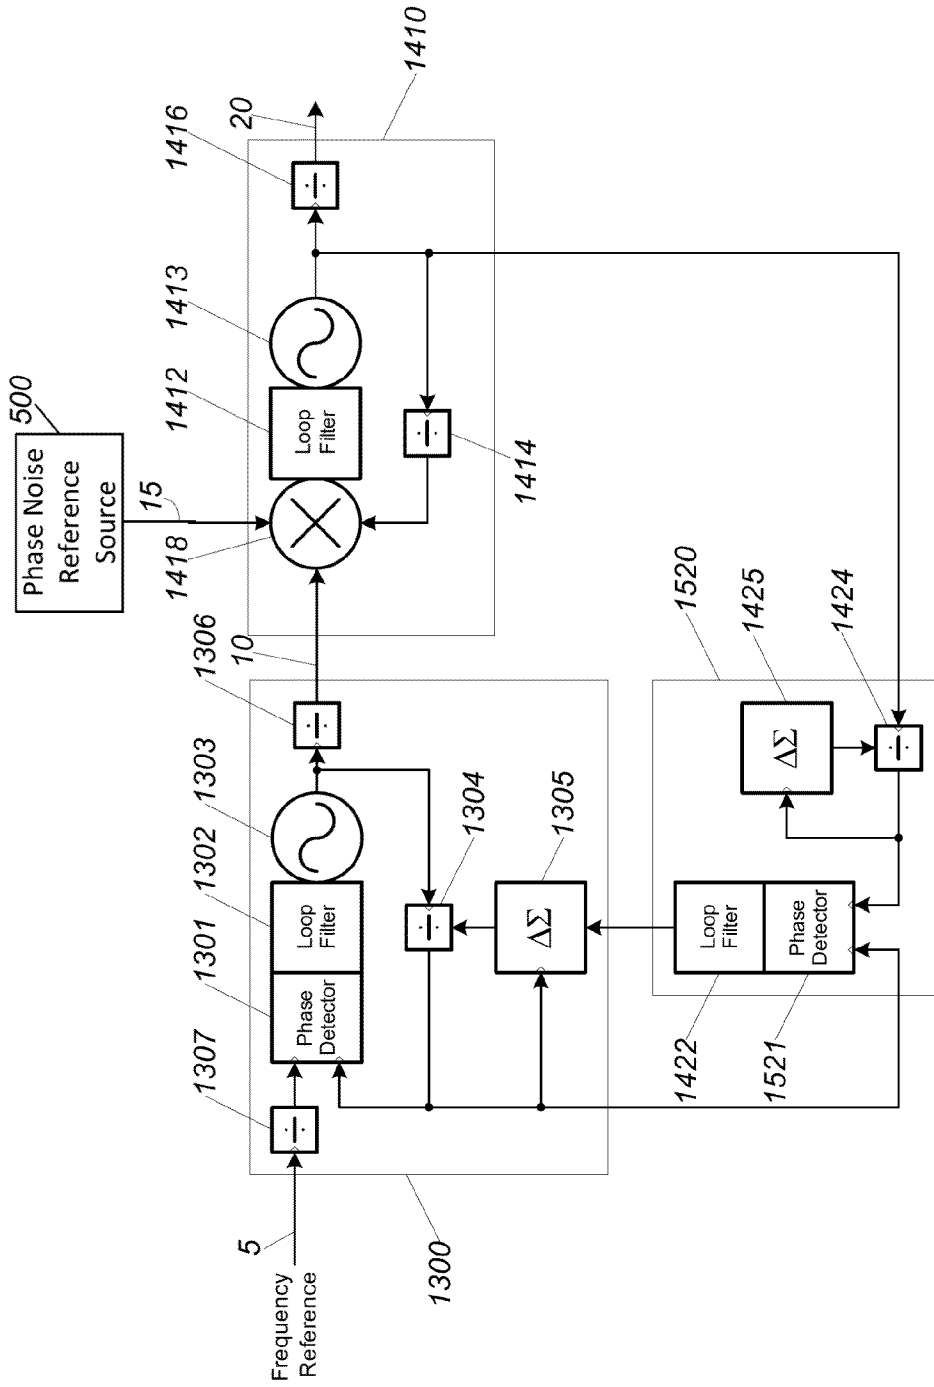 Phase Noise
Reference
Source
500
15
1418
1412
1413
1416
20
1410
Loop
Filter
÷
÷
1414
10
1306
1303
1302
1301
1307
÷
÷
Phase
Detector
Loop
Filter
5
Frequency
Reference
÷
1304
ΔΣ
1305
1300
1520
1425
1424
ΔΣ
÷
Loop
Filter
Phase
Detector
1422
1521